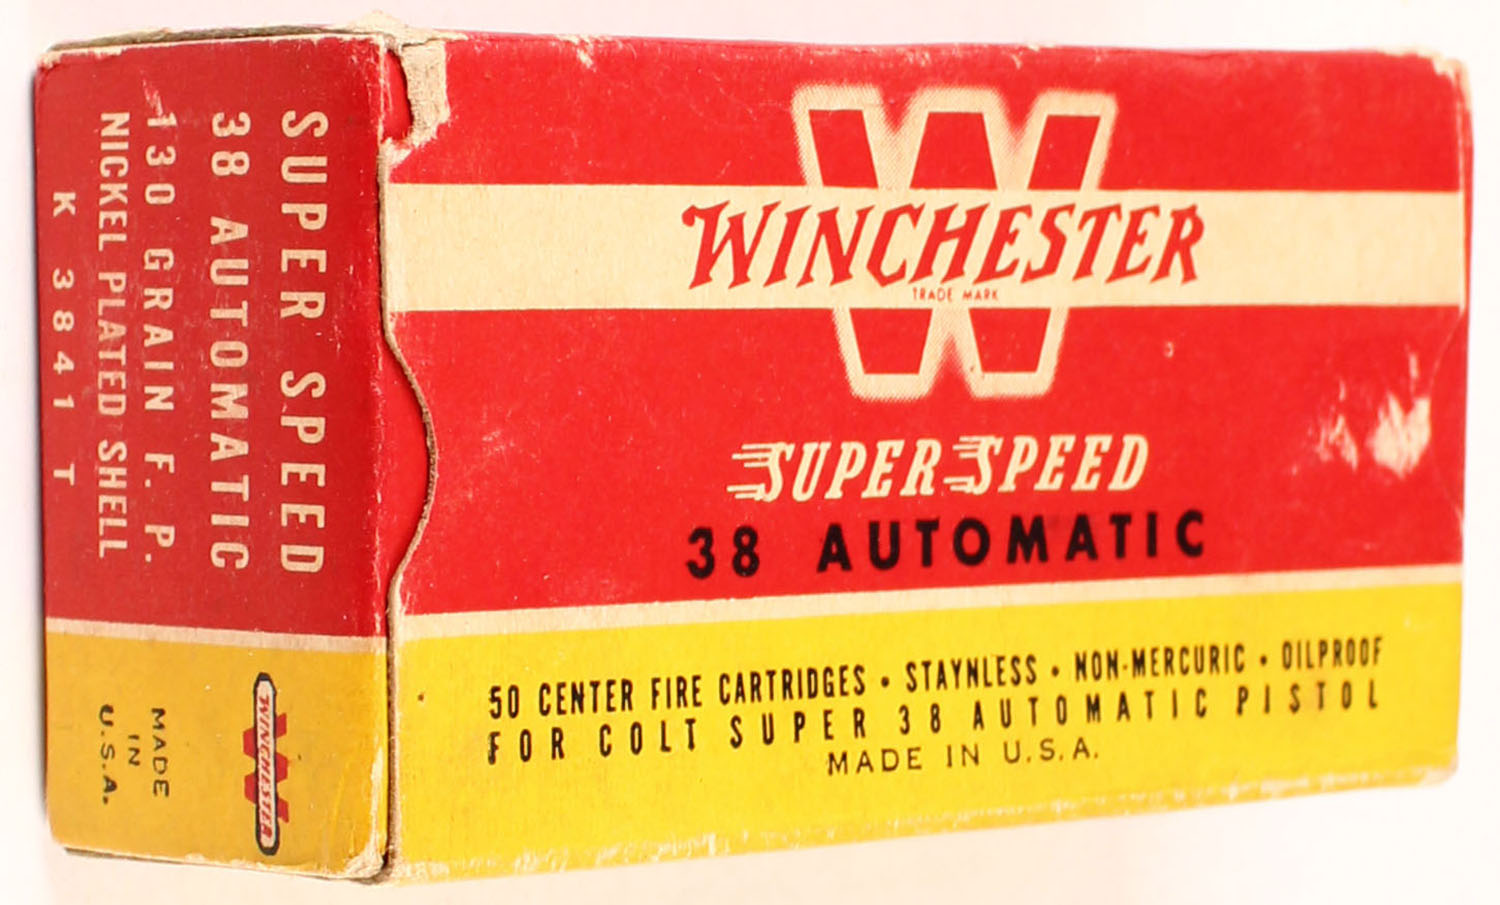 SUPER SPEED
38 AUTOMATIC
130 GRAIN F. P.
NICKEL PLATED SHELL
K 3841 T
WINCHESTER
MADE
IN
U.S.A.
W
WINCHESTER
TRADE MARK
SUPER SPEED
38 AUTOMATIC
50 CENTER FIRE CARTRIDGES • STAYNLESS • NON-MERCURIC • OILPROOF
FOR COLT SUPER 38 AUTOMATIC PISTOL
MADE IN U.S.A.